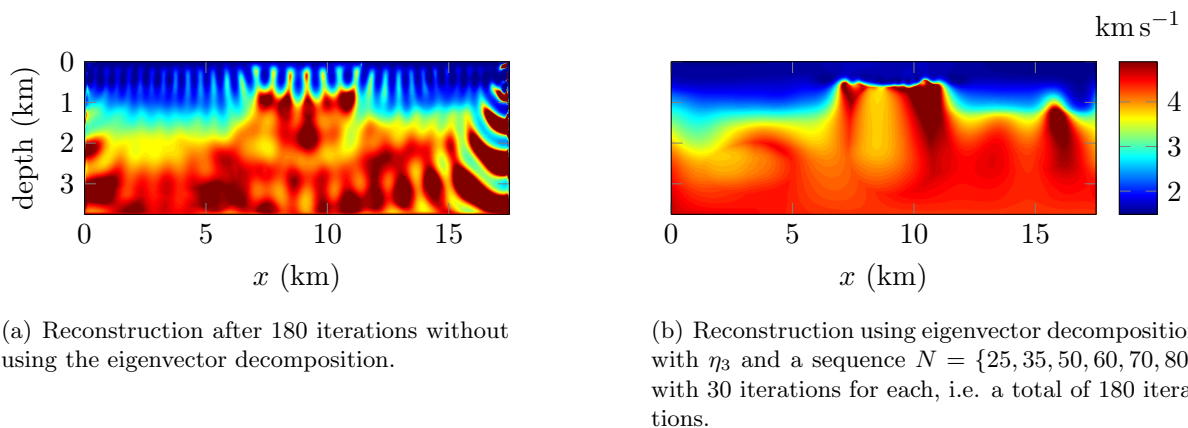 km s⁻¹
0
1
2
3
depth (km)
0
5
10
15
x (km)
0
5
10
15
x (km)
4
3
2
(a) Reconstruction after 180 iterations without
using the eigenvector decomposition.
(b) Reconstruction using eigenvector decompositio
with η₃ and a sequence N = {25, 35, 50, 60, 70, 80
with 30 iterations for each, i.e. a total of 180 itera
tions.